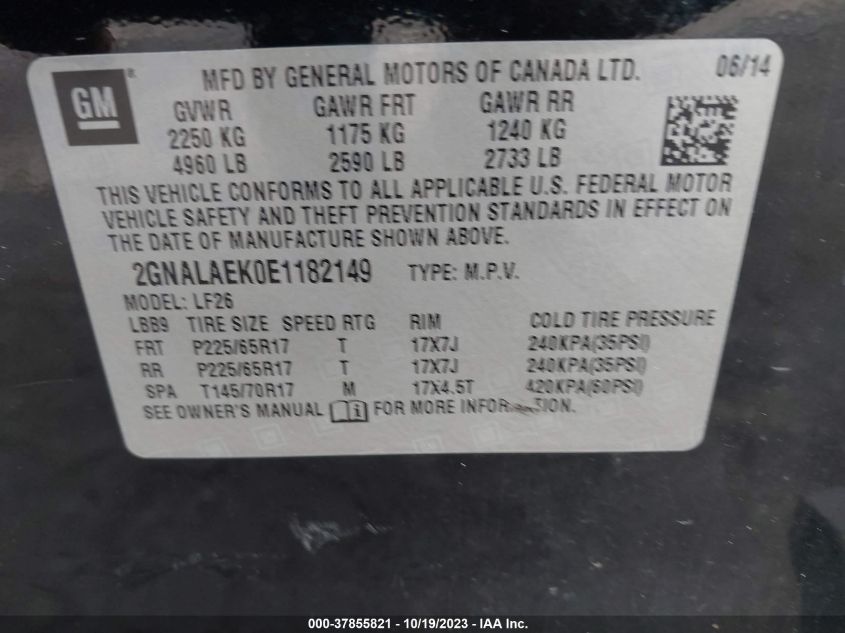 GM ® MFD BY GENERAL MOTORS OF CANADA LTD. 06/14
GVWR GAWR FRT GAWR RR
2250 KG 1175 KG 1240 KG
4960 LB 2590 LB 2733 LB
THIS VEHICLE CONFORMS TO ALL APPLICABLE U.S. FEDERAL MOTOR
VEHICLE SAFETY AND THEFT PREVENTION STANDARDS IN EFFECT ON
THE DATE OF MANUFACTURE SHOWN ABOVE.
2GNALAEK0E1182149 TYPE: M.P.V.
MODEL: LF26
LBB9 TIRE SIZE SPEED RTG RIM COLD TIRE PRESSURE
FRT P225/65R17 T 17X7J 240KPA(35PSI)
RR P225/65R17 T 17X7J 240KPA(35PSI)
SPA T145/70R17 M 17X4.5T 420KPA(60PSI)
SEE OWNER'S MANUAL i FOR MORE INFORMATION.
000-37855821 - 10/19/2023 - IAA Inc.